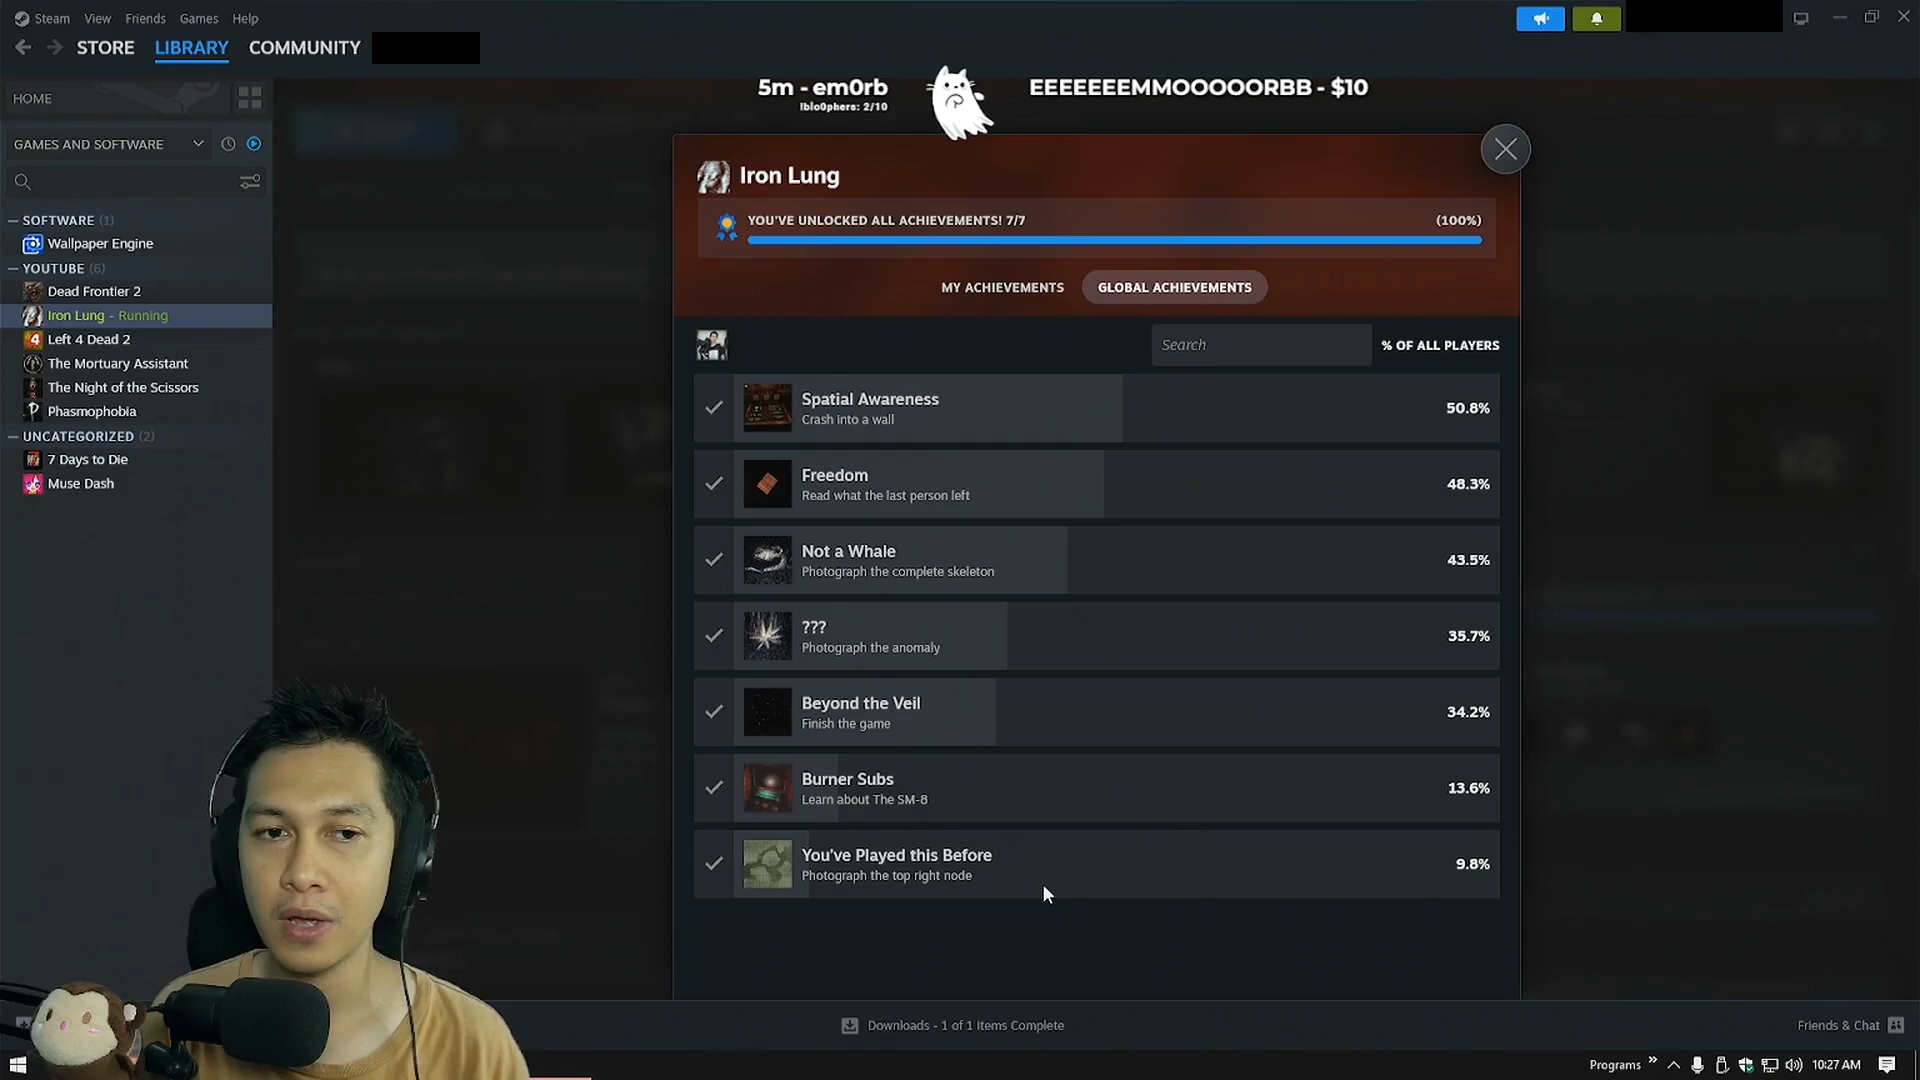 Steam View Friends Games Help
STORE LIBRARY COMMUNITY
HOME
5m - em0rb
!blo0phers: 2/10
EEEEEEEMMOOOOORBB - $10
GAMES AND SOFTWARE
SOFTWARE (1)
Wallpaper Engine
YOUTUBE (6)
Dead Frontier 2
Iron Lung - Running
Left 4 Dead 2
The Mortuary Assistant
The Night of the Scissors
Phasmophobia
UNCATEGORIZED (2)
7 Days to Die
Muse Dash
Iron Lung
YOU'VE UNLOCKED ALL ACHIEVEMENTS! 7/7 (100%)
MY ACHIEVEMENTS GLOBAL ACHIEVEMENTS
Search % OF ALL PLAYERS
Spatial Awareness
Crash into a wall
50.8%
Freedom
Read what the last person left
48.3%
Not a Whale
Photograph the complete skeleton
43.5%
???
Photograph the anomaly
35.7%
Beyond the Veil
Finish the game
34.2%
Burner Subs
Learn about The SM-8
13.6%
You've Played this Before
Photograph the top right node
9.8%
Downloads - 1 of 1 Items Complete
Friends & Chat
Programs
10:27 AM